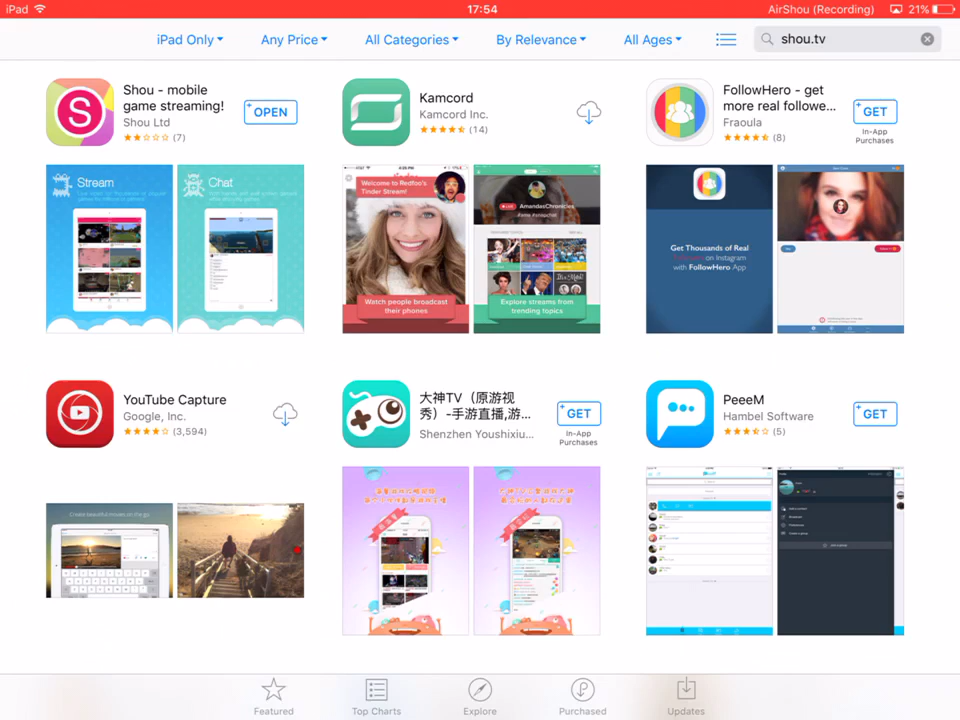 iPad
17:54
AirShou (Recording)
21%
iPad Only
Any Price
All Categories
By Relevance
All Ages
shou.tv
Shou - mobile
game streaming!
Shou Ltd
(7)
OPEN
Kamcord
Kamcord Inc.
(14)
FollowHero - get
more real followe...
Fraoula
(8)
GET
In-App
Purchases
Stream
Chat
Welcome to Redfoo's
Tinder Stream!
Watch people broadcast
their phones
LIVE
AmandasChronicles
Explore streams from
trending topics
Get Thousands of Real
on Instagram
with FollowHero App
YouTube Capture
Google, Inc.
(3,594)
大神TV（原游视
秀）-手游直播,游...
Shenzhen Youshixiu...
GET
In-App
Purchases
PeeeM
Hambel Software
(5)
GET
Create beautiful movies on the go.
Featured
Top Charts
Explore
Purchased
Updates